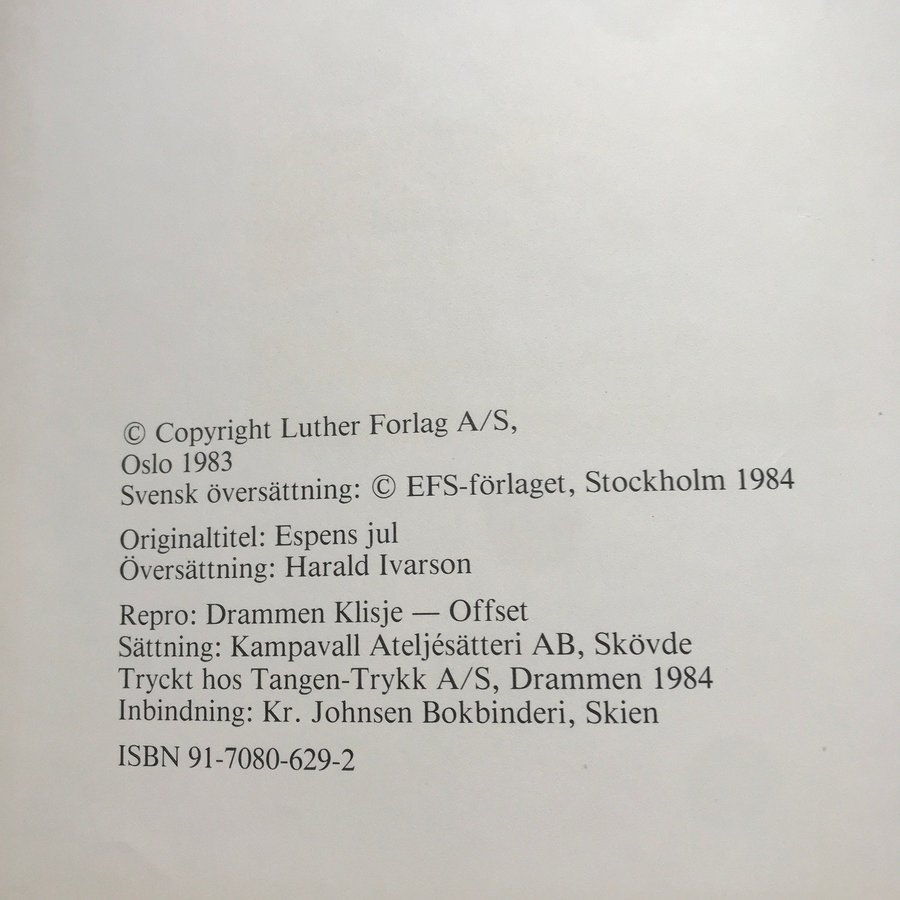 © Copyright Luther Forlag A/S,
Oslo 1983
Svensk översättning: © EFS-förlaget, Stockholm 1984
Originaltitel: Espens jul
Översättning: Harald Ivarson
Repro: Drammen Klisje — Offset
Sättning: Kampavall Ateljésätteri AB, Skövde
Tryckt hos Tangen-Trykk A/S, Drammen 1984
Inbindning: Kr. Johnsen Bokbinderi, Skien
ISBN 91-7080-629-2